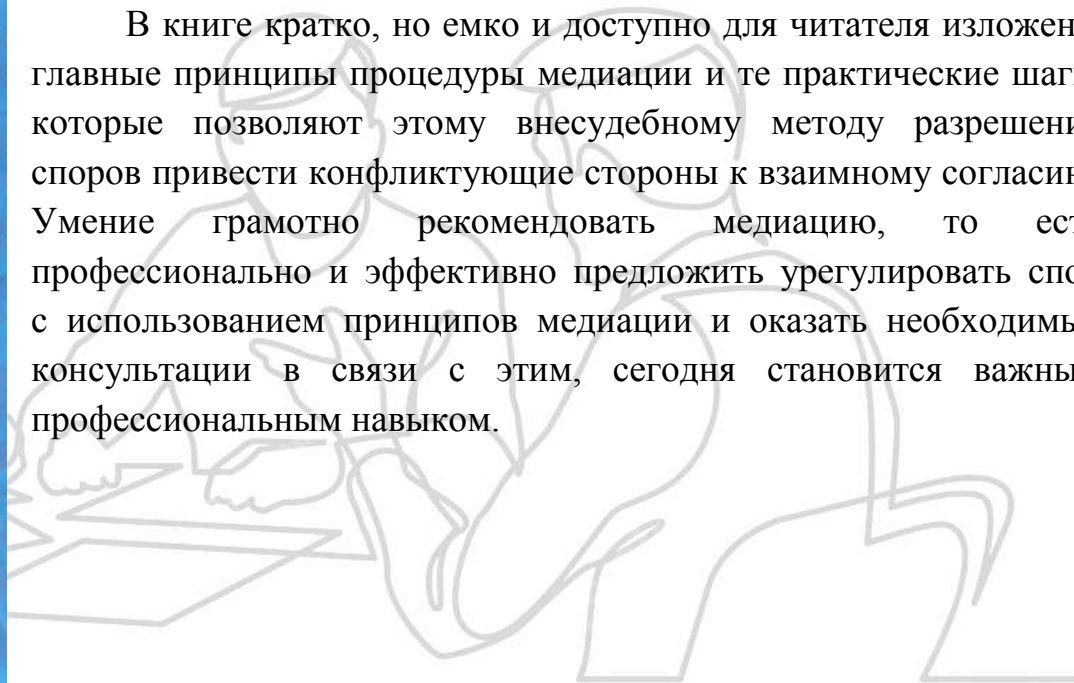 В книге кратко, но емко и доступно для читателя изложен
главные принципы процедуры медиации и те практические шаг
которые позволяют этому внесудебному методу разрешени
споров привести конфликтующие стороны к взаимному согласи
Умение грамотно рекомендовать медиацию, то ест
профессионально и эффективно предложить урегулировать спо
с использованием принципов медиации и оказать необходимы
консультации в связи с этим, сегодня становится важны
профессиональным навыком.